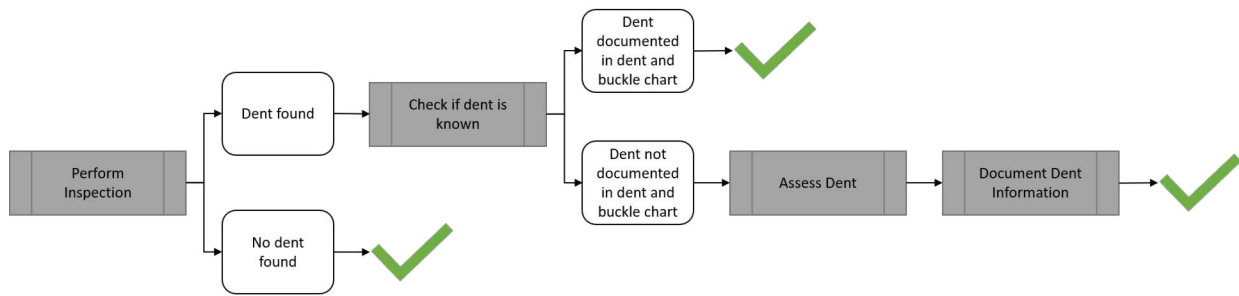 Perform
Inspection
Dent found
No dent
found
Check if dent is
known
Dent
documented
in dent and
buckle chart
Dent not
documented
in dent and
buckle chart
Assess Dent
Document Dent
Information